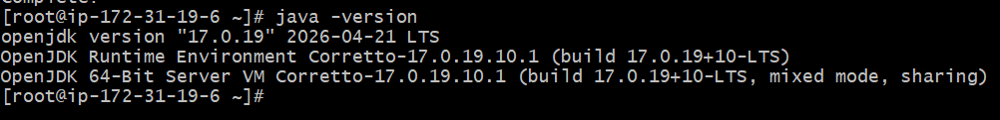 complete!
[root@ip-172-31-19-6 ~]# java -version
openjdk version "17.0.19" 2026-04-21 LTS
OpenJDK Runtime Environment Corretto-17.0.19.10.1 (build 17.0.19+10-LTS)
OpenJDK 64-Bit Server VM Corretto-17.0.19.10.1 (build 17.0.19+10-LTS, mixed mode, sharing)
[root@ip-172-31-19-6 ~]#